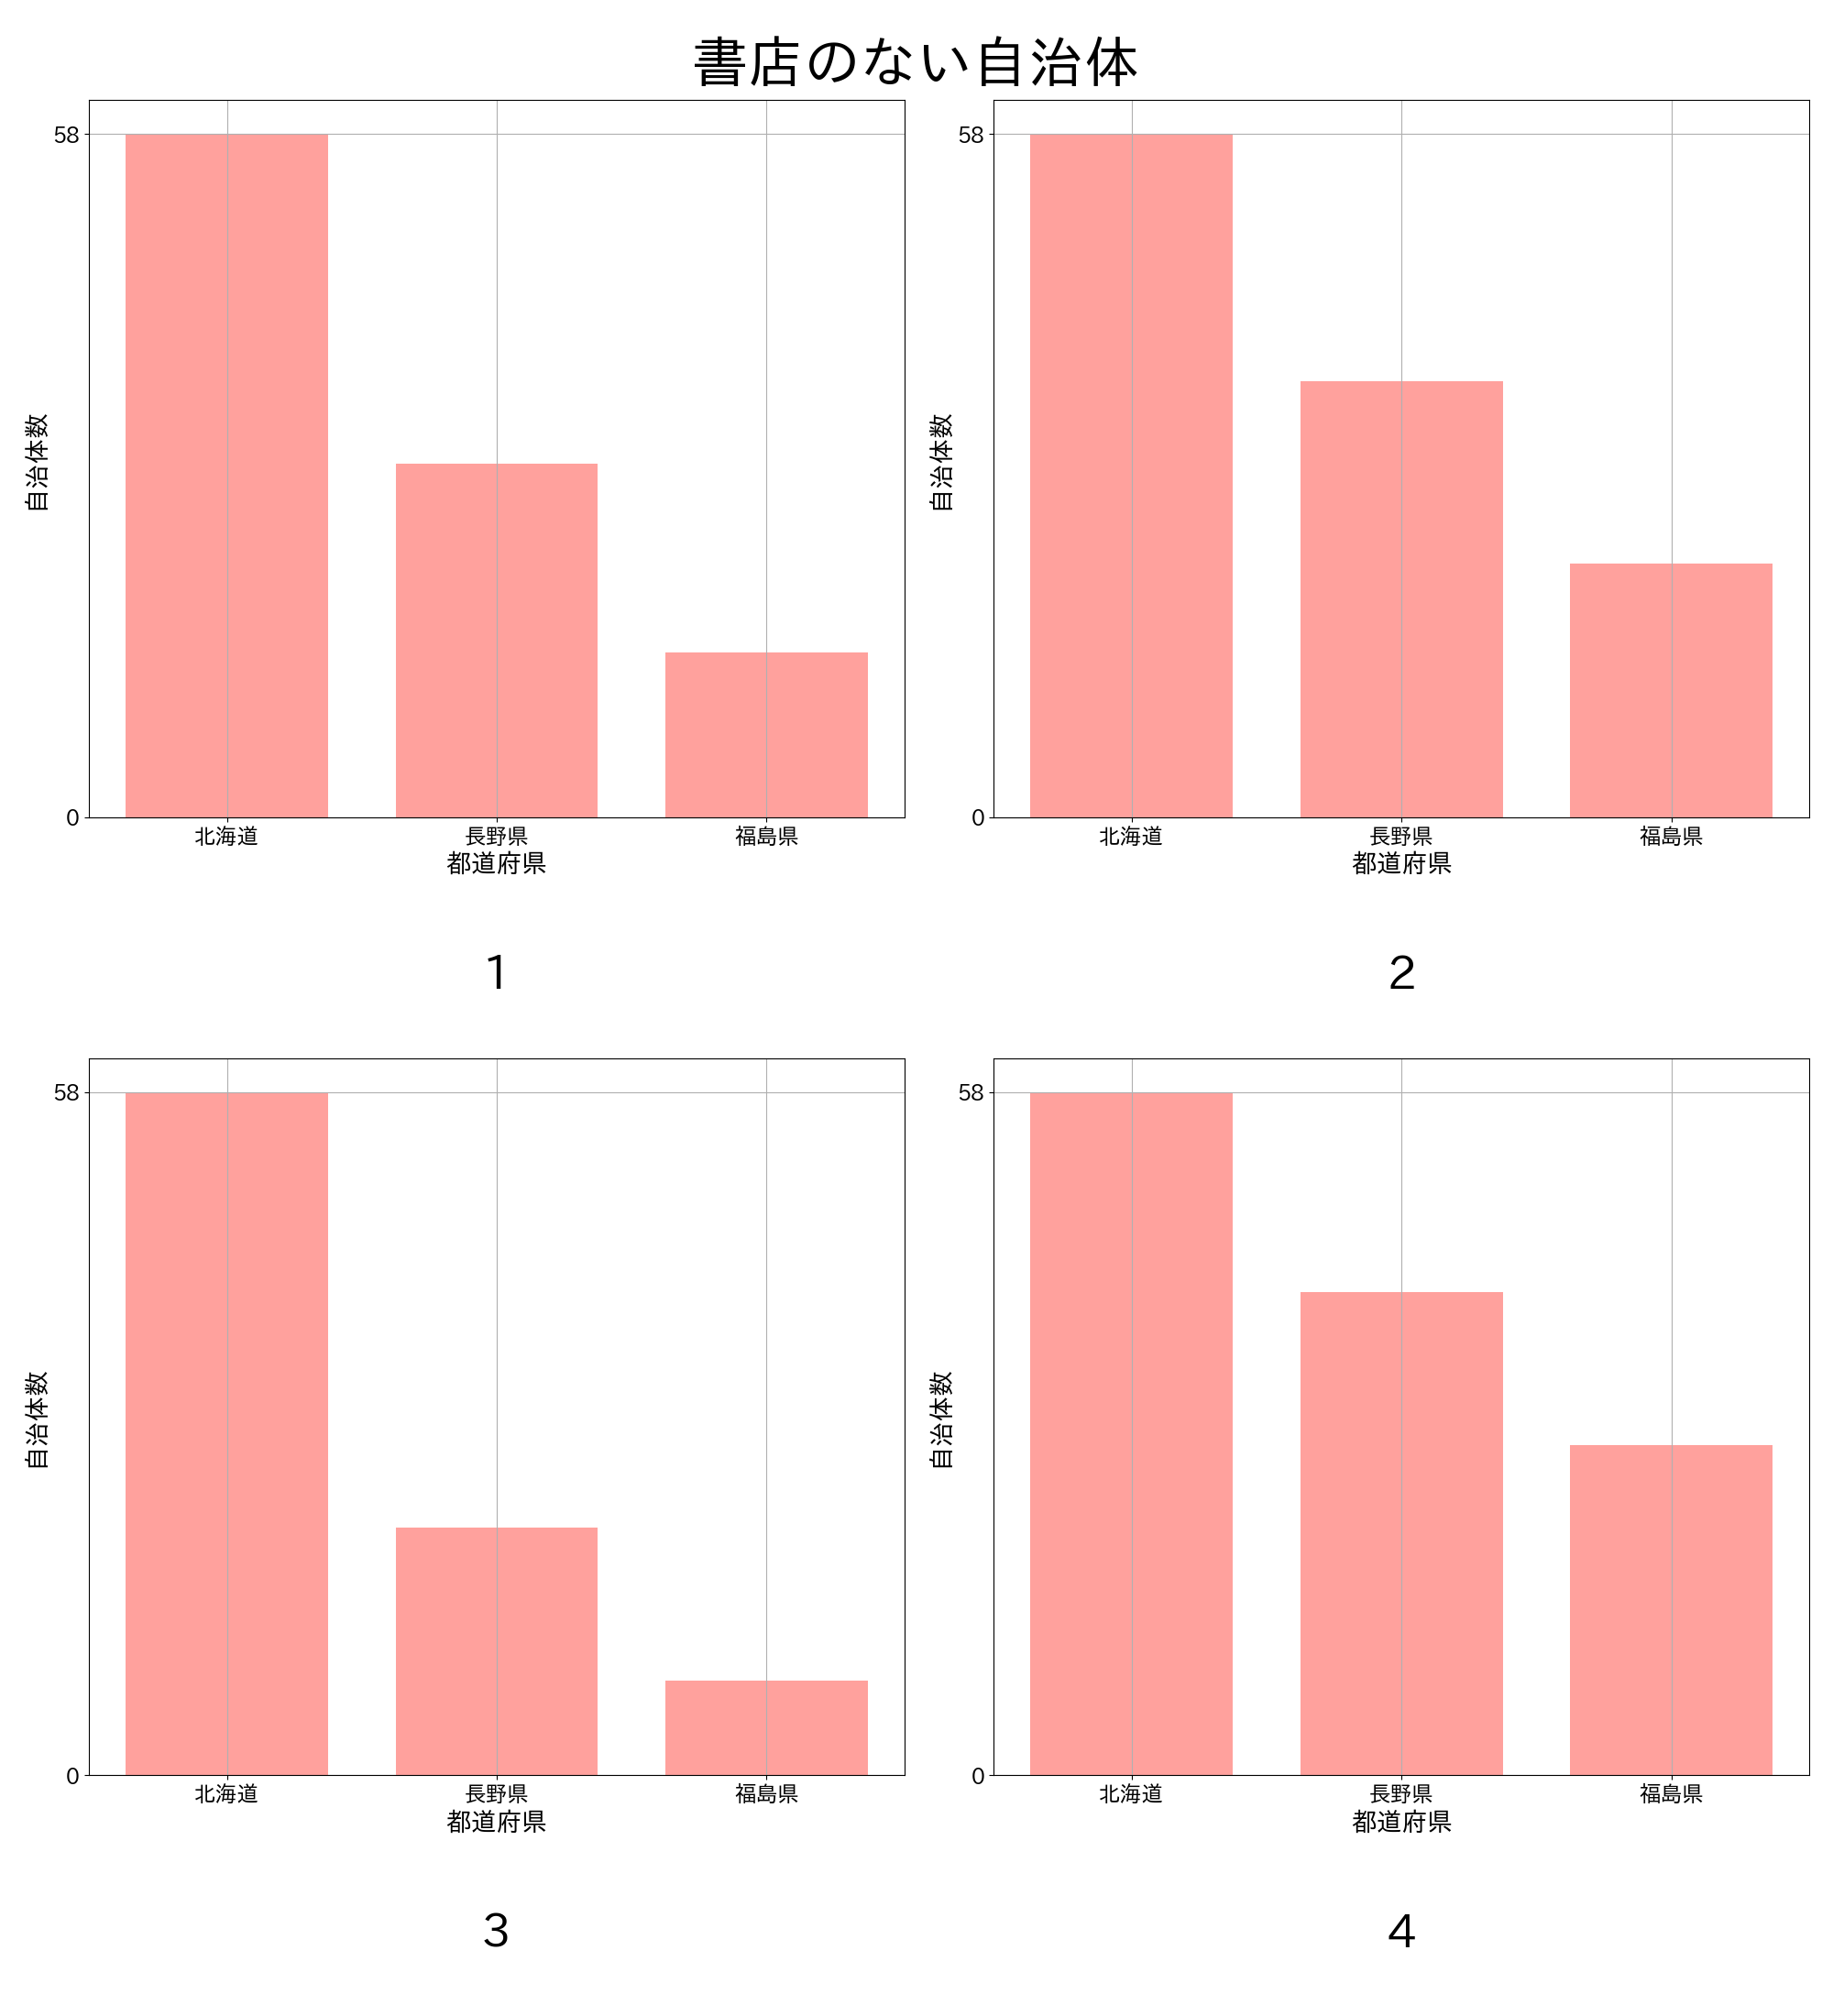 書店のない自治体
58
0
自治体数
北海道 長野県 福島県
都道府県
1
58
0
自治体数
北海道 長野県 福島県
都道府県
2
58
0
自治体数
北海道 長野県 福島県
都道府県
3
58
0
自治体数
北海道 長野県 福島県
都道府県
4